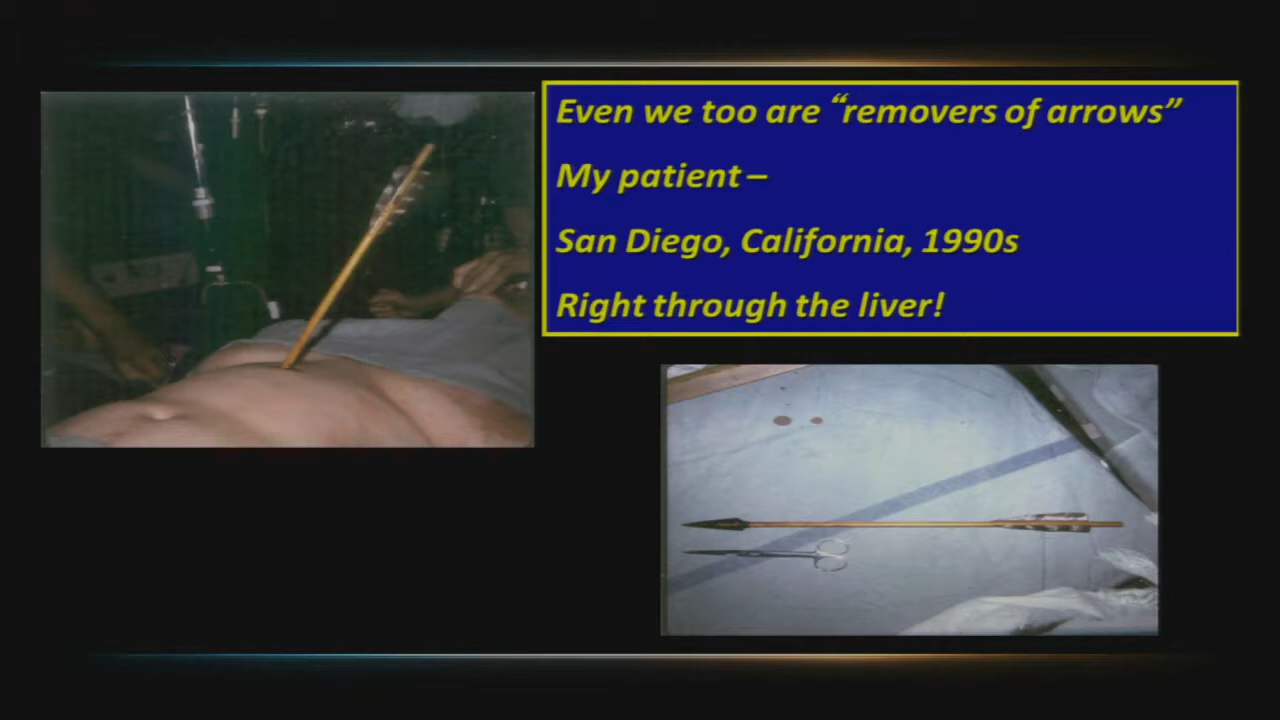 Even we too are “removers of arrows”
My patient –
San Diego, California, 1990s
Right through the liver!